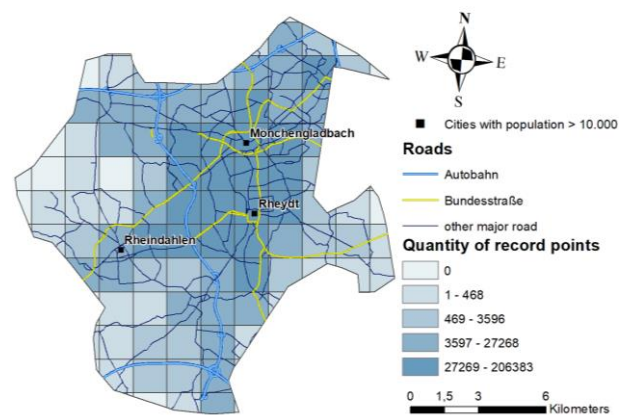 N
W E
S
Cities with population > 10.000
Roads
Autobahn
Bundesstraße
other major road
Quantity of record points
0
1 - 468
469 - 3596
3597 - 27268
27269 - 206383
0 1,5 3 6
Kilometers
Monchengladbach
Rheydt
Rheindahlen